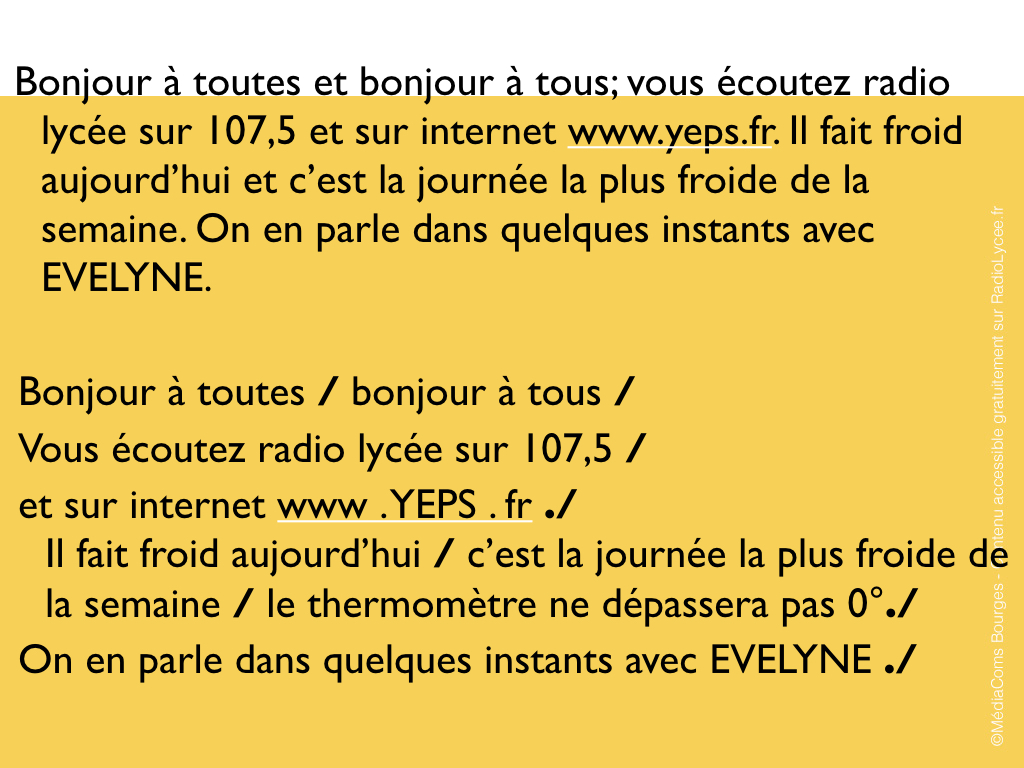 Bonjour à toutes et bonjour à tous; vous écoutez radio
lycée sur 107,5 et sur internet www.yeps.fr. Il fait froid
aujourd’hui et c’est la journée la plus froide de la
semaine. On en parle dans quelques instants avec
EVELYNE.
Bonjour à toutes / bonjour à tous /
Vous écoutez radio lycée sur 107,5 /
et sur internet www .YEPS . fr ./
Il fait froid aujourd’hui / c’est la journée la plus froide de
la semaine / le thermomètre ne dépassera pas 0°./
On en parle dans quelques instants avec EVELYNE ./
©MédiaComs Bourges - Contenu accessible gratuitement sur RadioLycee.fr